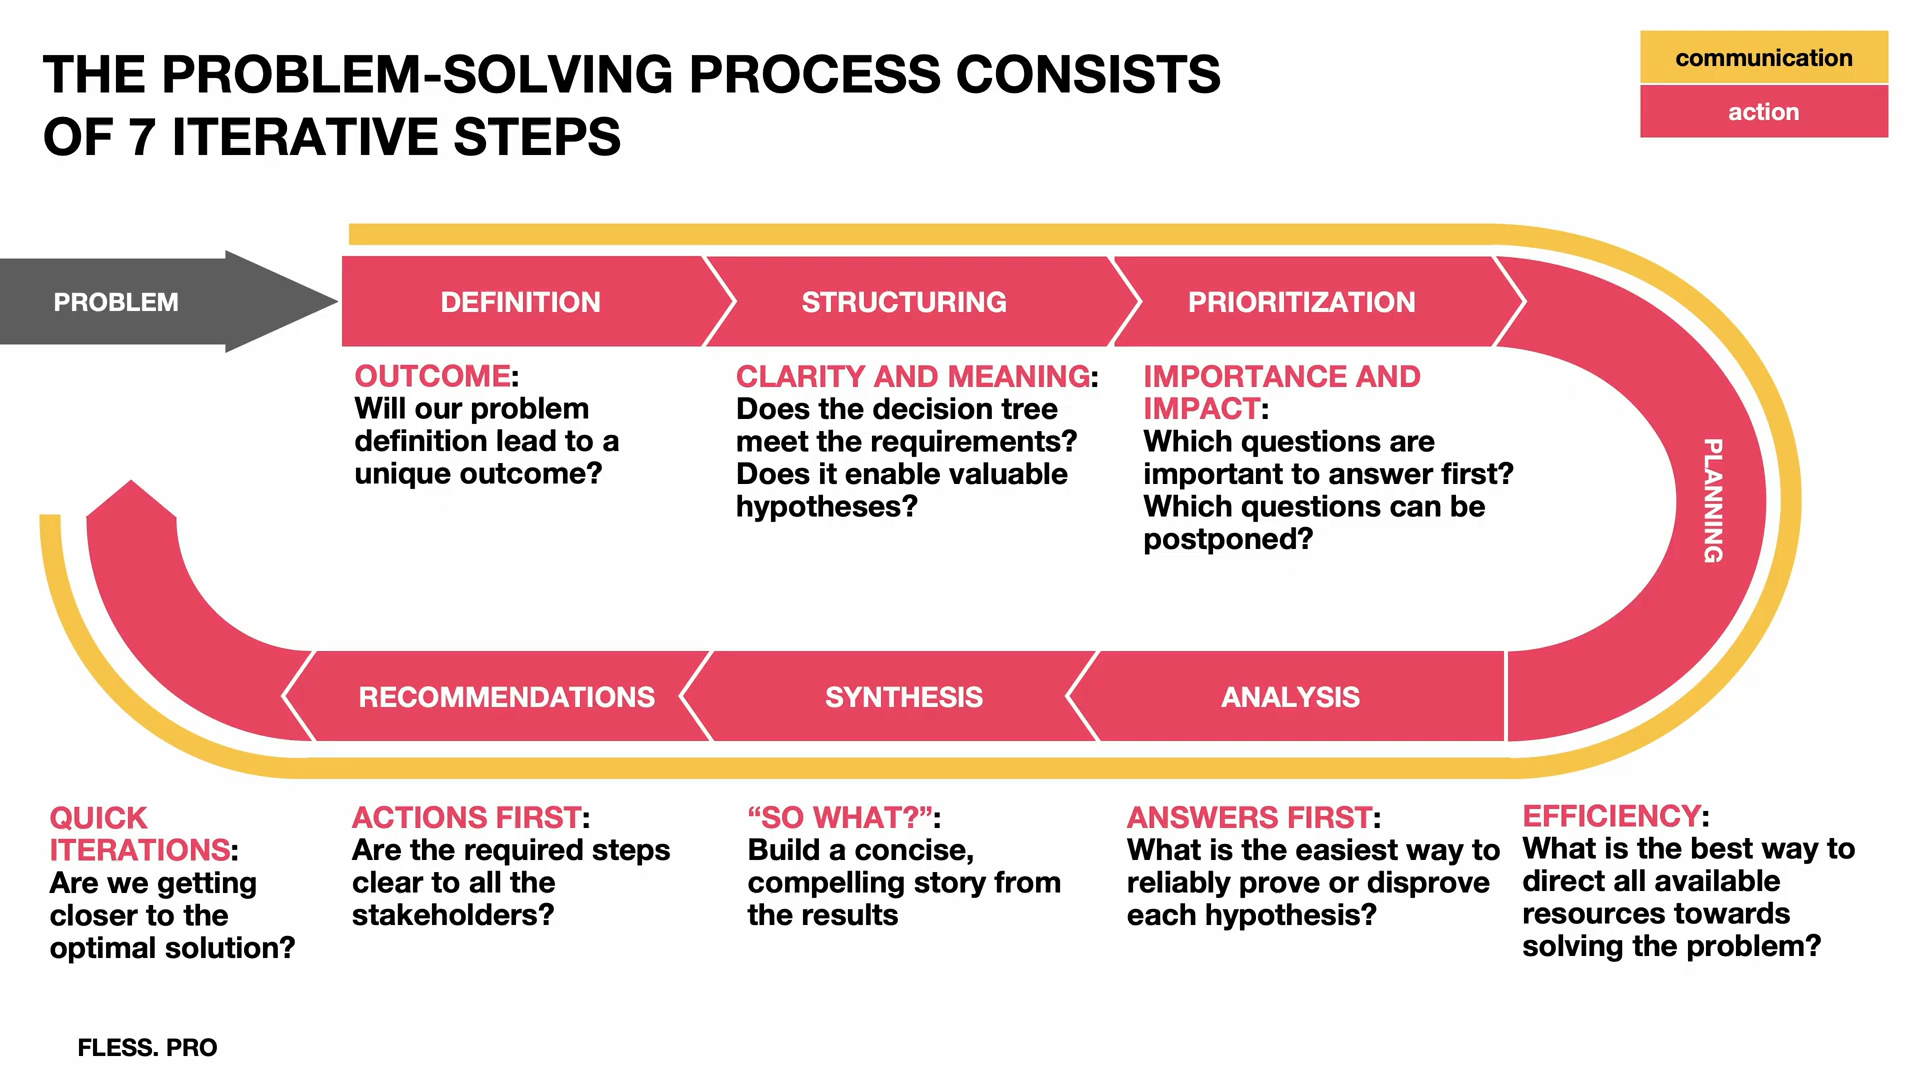 THE PROBLEM-SOLVING PROCESS CONSISTS
OF 7 ITERATIVE STEPS
communication
action
PROBLEM
DEFINITION
STRUCTURING
PRIORITIZATION
OUTCOME:
Will our problem
definition lead to a
unique outcome?
CLARITY AND MEANING:
Does the decision tree
meet the requirements?
Does it enable valuable
hypotheses?
IMPORTANCE AND
IMPACT:
Which questions are
important to answer first?
Which questions can be
postponed?
PLANNING
RECOMMENDATIONS
SYNTHESIS
ANALYSIS
QUICK
ITERATIONS:
Are we getting
closer to the
optimal solution?
ACTIONS FIRST:
Are the required steps
clear to all the
stakeholders?
“SO WHAT?”:
Build a concise,
compelling story from
the results
ANSWERS FIRST:
What is the easiest way to
reliably prove or disprove
each hypothesis?
EFFICIENCY:
What is the best way to
direct all available
resources towards
solving the problem?
FLESS. PRO